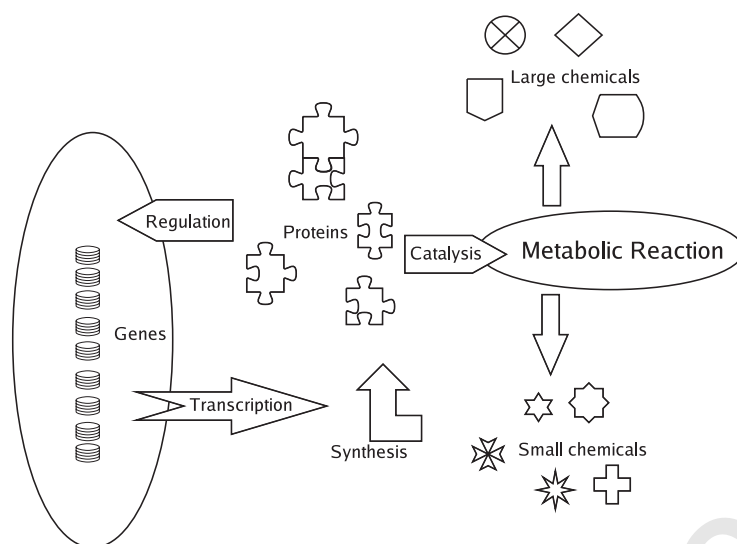 Large chemicals
Regulation
Proteins
Catalysis
Metabolic Reaction
Genes
Transcription
Synthesis
Small chemicals